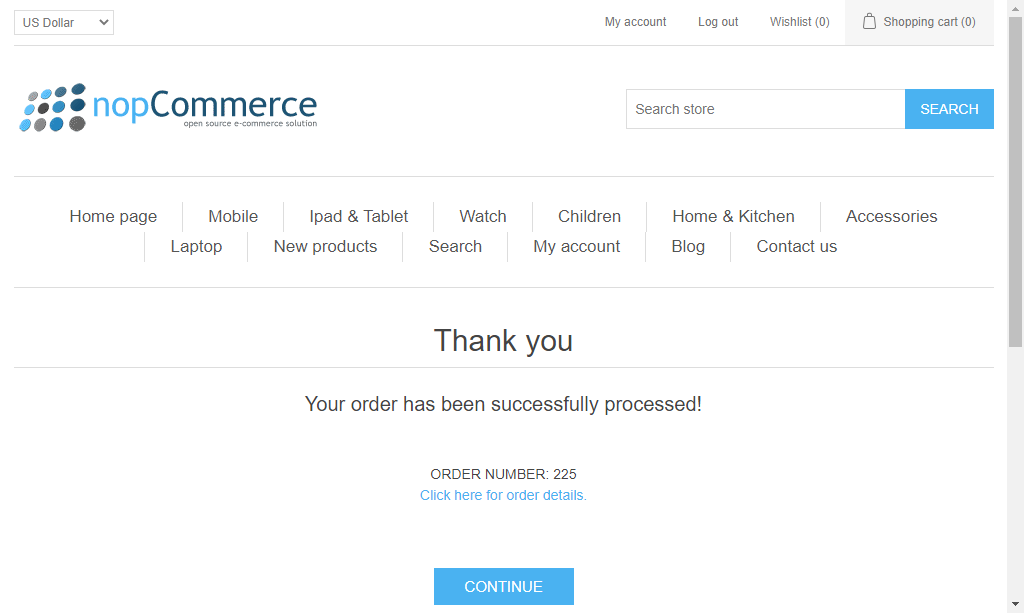 US Dollar
My account
Log out
Wishlist (0)
Shopping cart (0)
nopCommerce
open source e-commerce solution
Search store
SEARCH
Home page
Mobile
Ipad & Tablet
Watch
Children
Home & Kitchen
Accessories
Laptop
New products
Search
My account
Blog
Contact us
Thank you
Your order has been successfully processed!
ORDER NUMBER: 225
Click here for order details.
CONTINUE